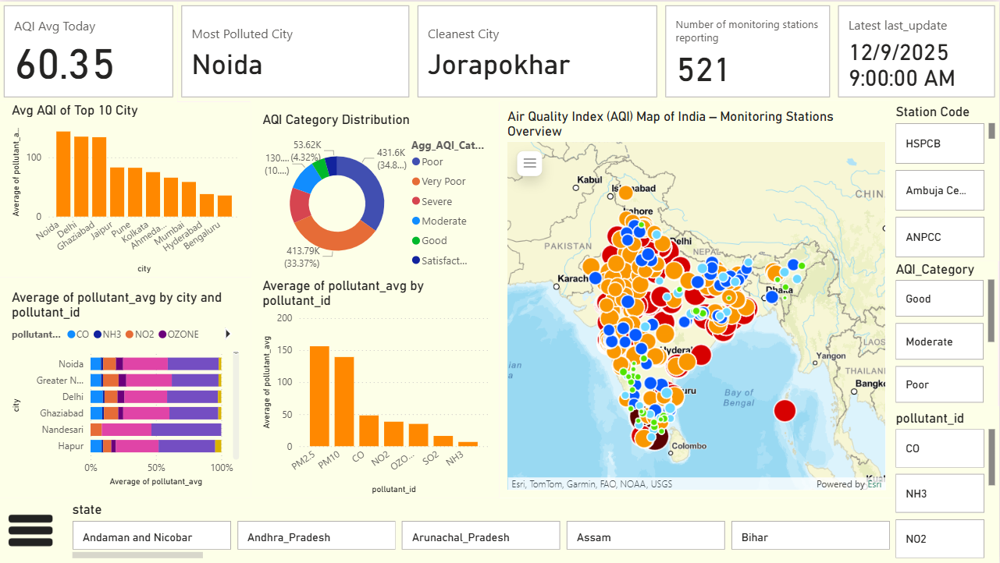 AQI Avg Today
60.35
Most Polluted City
Noida
Cleanest City
Jorapokhar
Number of monitoring stations
reporting
521
Latest last_update
12/9/2025
9:00:00 AM
Avg AQI of Top 10 City
Average of pollutant_a...
100
0
Noida
Delhi
Ghaziabad
Jaipur
Pune
Kolkata
Ahmeda...
Mumbai
Hyderabad
Bengaluru
city
AQI Category Distribution
53.62K
(4.32%)
431.6K
(34.8...)
130....
(10....)
413.79K
(33.37%)
Agg_AQI_Cat...
Poor
Very Poor
Severe
Moderate
Good
Satisfact...
Average of pollutant_avg by city and
pollutant_id
pollutant...
CO
NH3
NO2
OZONE
city
Noida
Greater N...
Delhi
Ghaziabad
Nandesari
Hapur
0%
50%
100%
Average of pollutant_avg
Average of pollutant_avg by
pollutant_id
Average of pollutant_avg
200
150
100
50
0
PM2.5
PM10
CO
NO2
OZO...
SO2
NH3
pollutant_id
Air Quality Index (AQI) Map of India – Monitoring Stations
Overview
Kabul
CHIN
PAKISTAN
Delhi
NEPAL
Karach
Dhaka
LAOS
Yangon
THAILAND
Bangko
Bay of
Bengal
Colombo
Esri, TomTom, Garmin, FAO, NOAA, USGS
Powered by Esri
Station Code
HSPCB
Ambuja Ce...
ANPCC
AQI_Category
Good
Moderate
Poor
pollutant_id
CO
NH3
NO2
state
Andaman and Nicobar
Andhra_Pradesh
Arunachal_Pradesh
Assam
Bihar